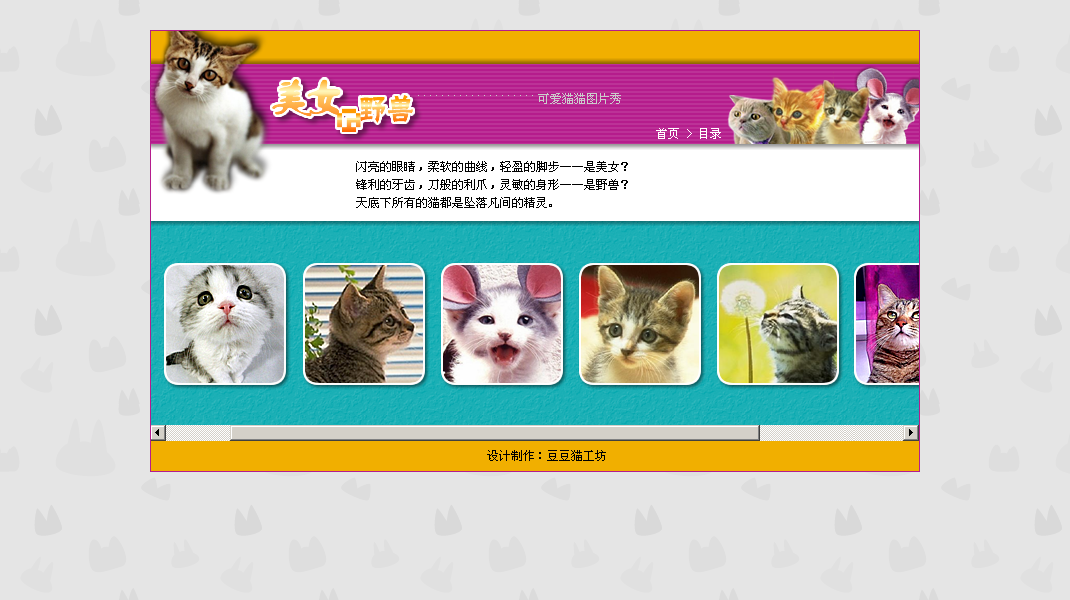 美女与野兽
可爱猫猫图片秀
首页 > 目录
闪亮的眼睛，柔软的曲线，轻盈的脚步——是美女？
锋利的牙齿，刀般的利爪，灵敏的身形——是野兽？
天底下所有的猫都是坠落凡间的精灵。
设计制作：豆豆猫工坊